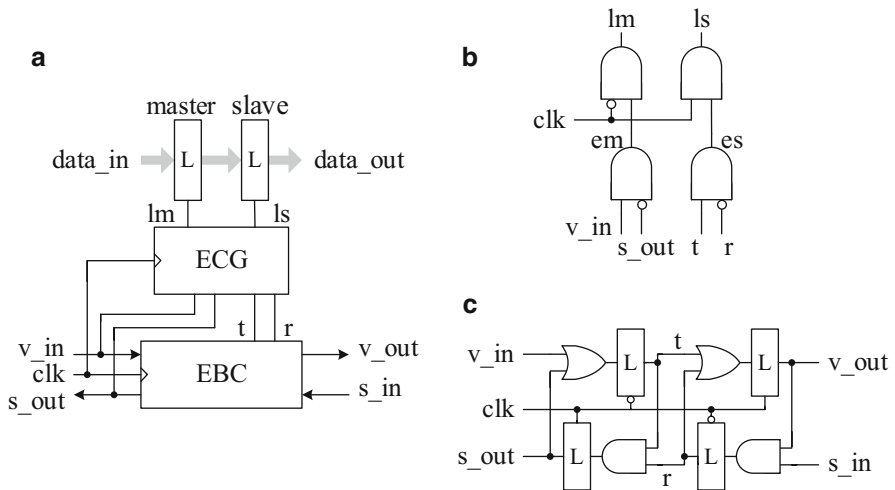 a
master slave
data_in L L data_out
lm ls
ECG
t r
v_in v_out
clk EBC
s_out s_in
b
lm ls
clk
em es
v_in
s_out t r
c
v_in L t L v_out
clk
s_out L r L s_in